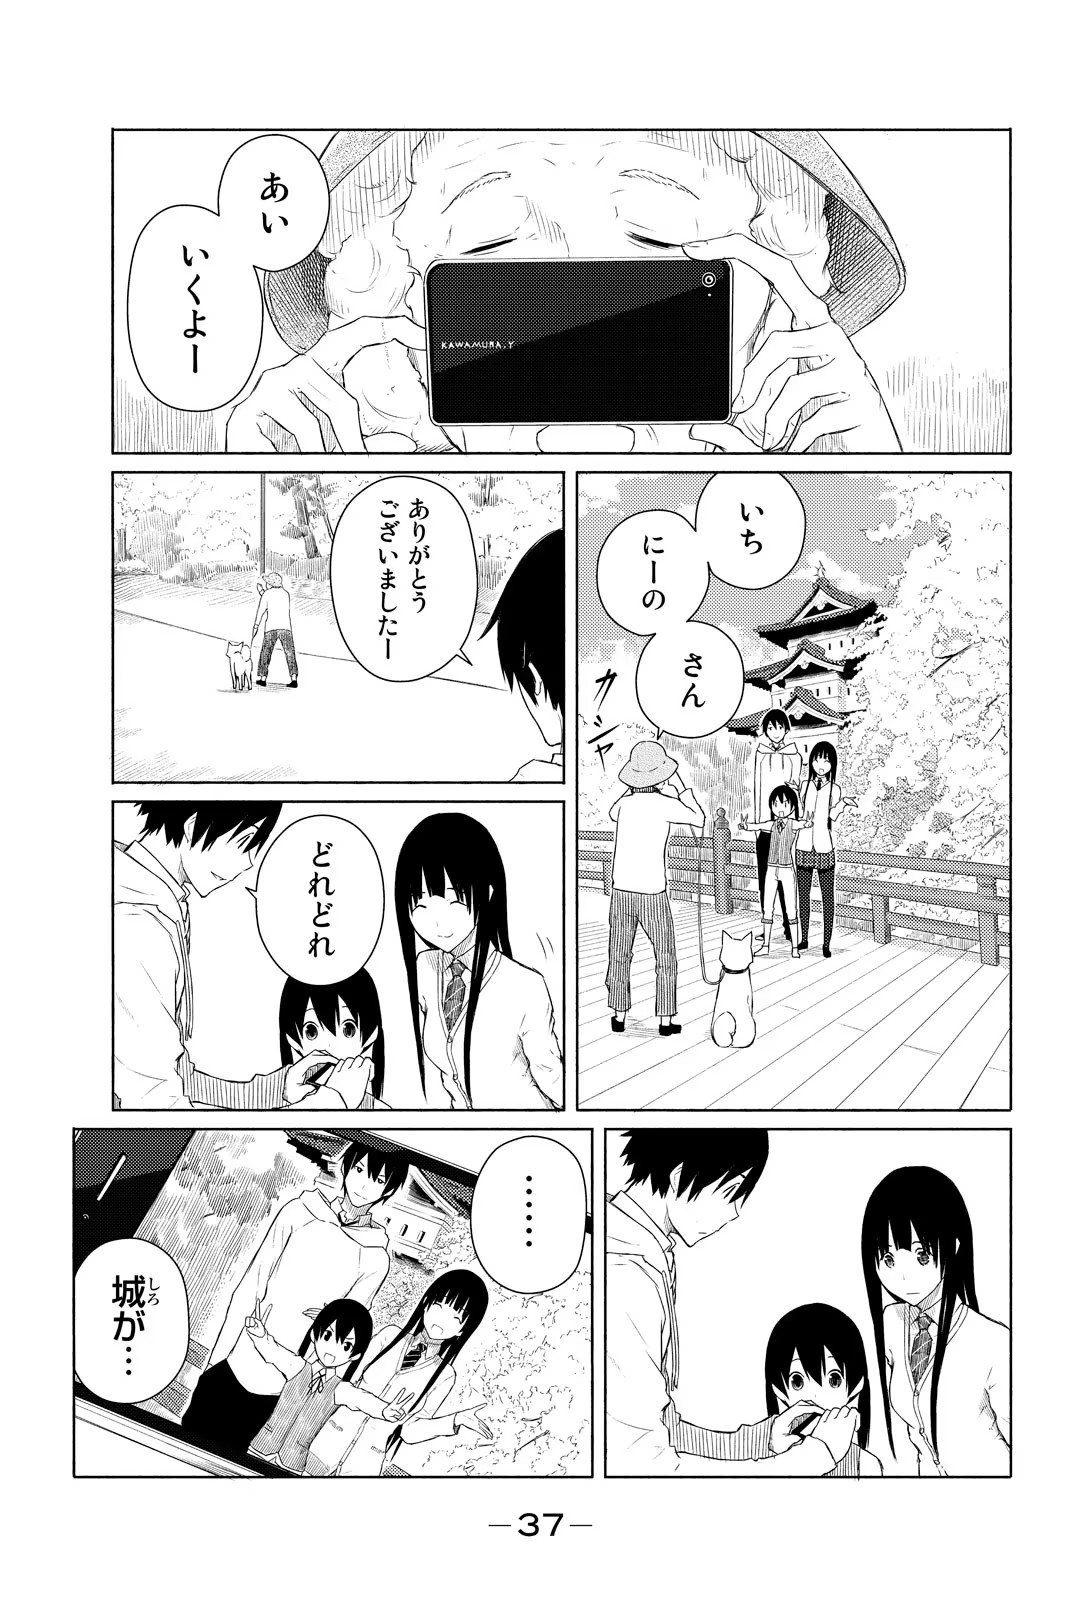 あい
いくよー
KAWAMURA.Y
いち
にーの
さん
カシャ
ありがとう
ございましたー
どれどれ
……
城が…
しろ
－37－